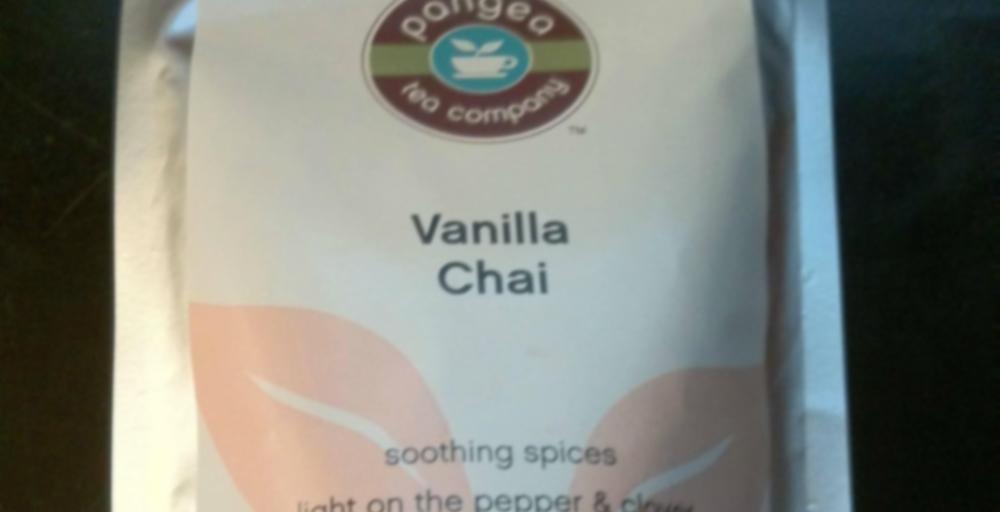 pangea
tea company
TM
Vanilla
Chai
soothing spices
light on the pepper &